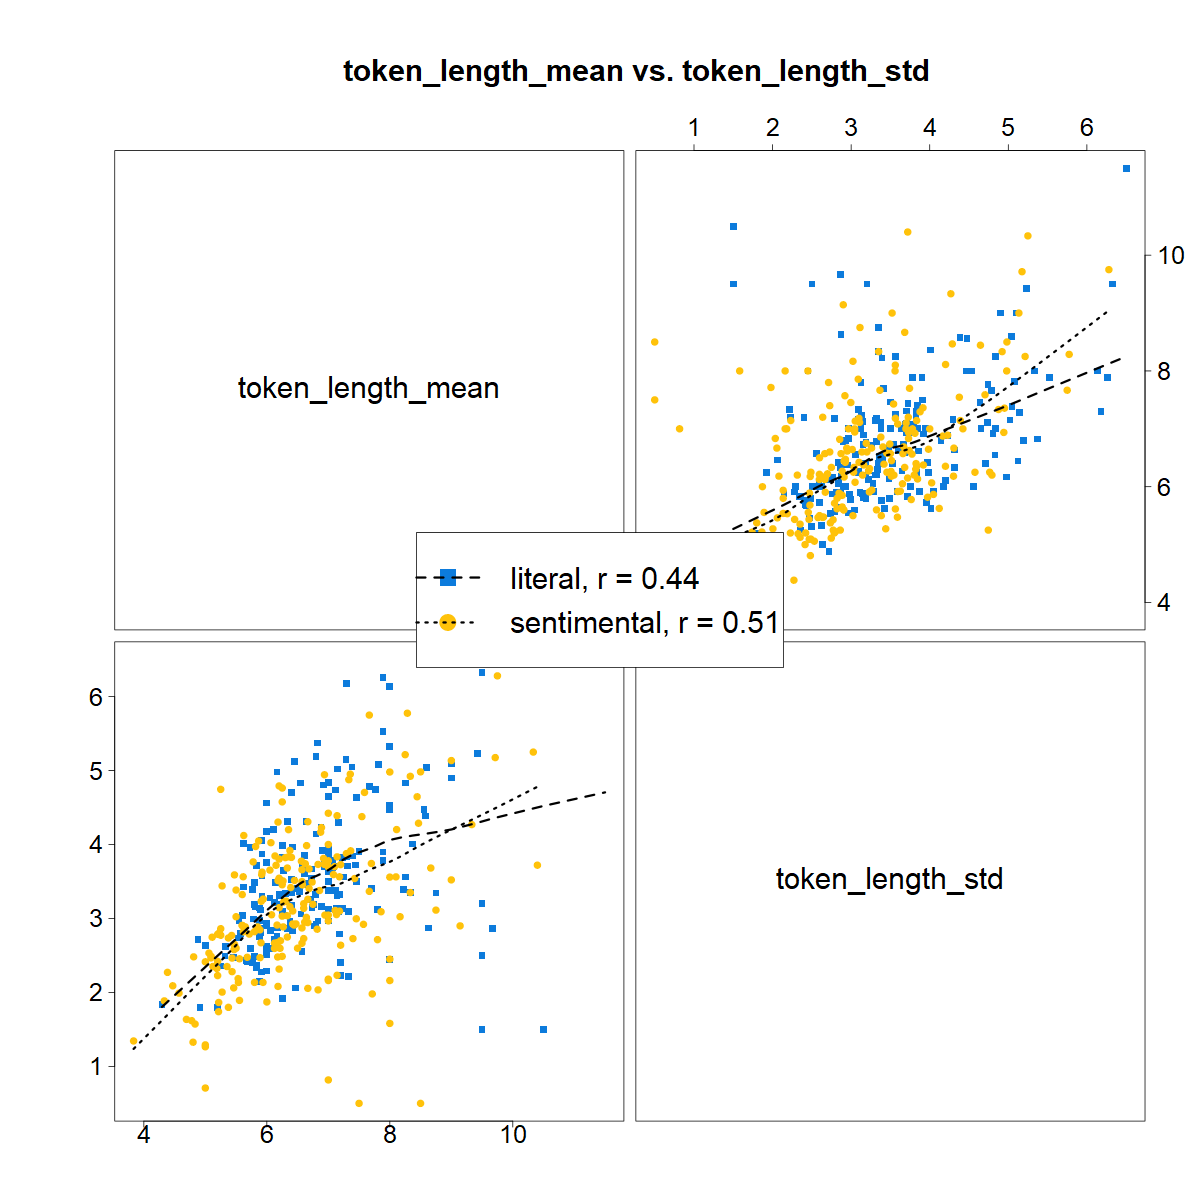 token_length_mean vs. token_length_std
1 2 3 4 5 6
token_length_mean
10
8
6
4
literal, r = 0.44
sentimental, r = 0.51
6
5
4
3
2
1
token_length_std
4 6 8 10